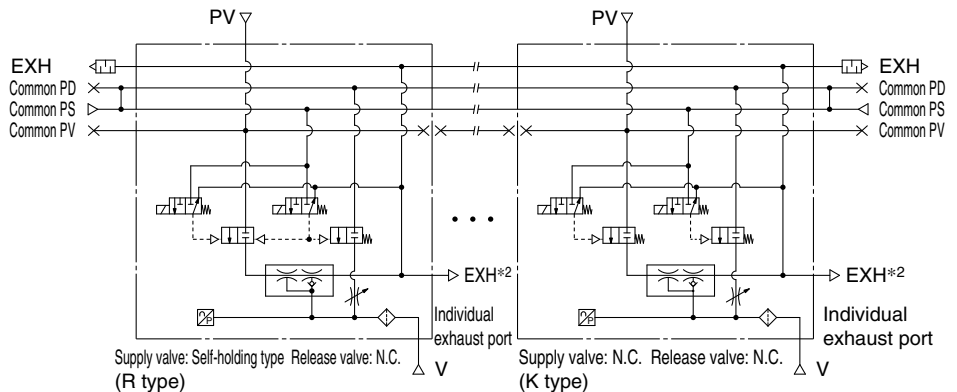 PV
PV
EXH
EXH
Common PD
Common PD
Common PS
Common PS
Common PV
Common PV
• • •
EXH*2
EXH*2
Individual
exhaust port
Individual
exhaust port
Supply valve: Self-holding type Release valve: N.C.
(R type)
V
Supply valve: N.C. Release valve: N.C.
(K type)
V